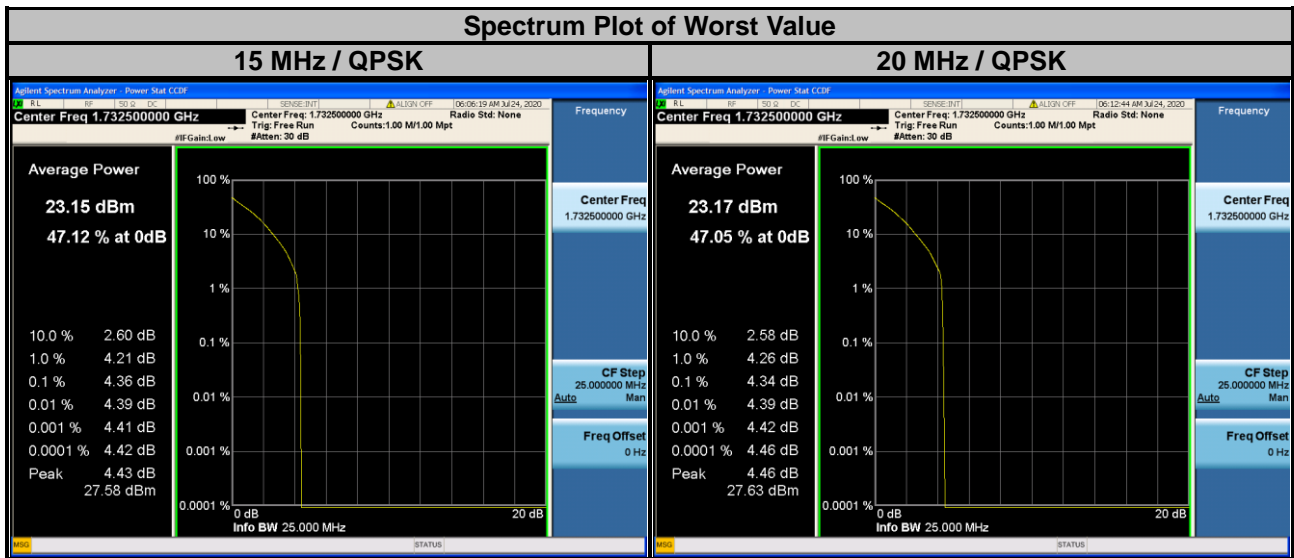 Spectrum Plot of Worst Value
15 MHz / QPSK
20 MHz / QPSK
Agilent Spectrum Analyzer - Power Stat CCDF
RL RF 50 Ω DC SENSE:INT ALIGN OFF 06:06:19 AM Jul 24, 2020
Center Freq 1.732500000 GHz
Center Freq: 1.732500000 GHz Radio Std: None
Trig: Free Run Counts:1.00 M/1.00 Mpt
#IFGain:Low #Atten: 30 dB
Frequency
Average Power
23.15 dBm
47.12 % at 0dB
10.0 % 2.60 dB
1.0 % 4.21 dB
0.1 % 4.36 dB
0.01 % 4.39 dB
0.001 % 4.41 dB
0.0001 % 4.42 dB
Peak 4.43 dB
27.58 dBm
100 %
10 %
1 %
0.1 %
0.01 %
0.001 %
0.0001 %
0 dB 20 dB
Info BW 25.000 MHz
Center Freq
1.732500000 GHz
CF Step
25.000000 MHz
Auto Man
Freq Offset
0 Hz
MSG STATUS
Agilent Spectrum Analyzer - Power Stat CCDF
RL RF 50 Ω DC SENSE:INT ALIGN OFF 06:12:44 AM Jul 24, 2020
Center Freq 1.732500000 GHz
Center Freq: 1.732500000 GHz Radio Std: None
Trig: Free Run Counts:1.00 M/1.00 Mpt
#IFGain:Low #Atten: 30 dB
Frequency
Average Power
23.17 dBm
47.05 % at 0dB
10.0 % 2.58 dB
1.0 % 4.26 dB
0.1 % 4.34 dB
0.01 % 4.39 dB
0.001 % 4.42 dB
0.0001 % 4.46 dB
Peak 4.46 dB
27.63 dBm
100 %
10 %
1 %
0.1 %
0.01 %
0.001 %
0.0001 %
0 dB 20 dB
Info BW 25.000 MHz
Center Freq
1.732500000 GHz
CF Step
25.000000 MHz
Auto Man
Freq Offset
0 Hz
MSG STATUS